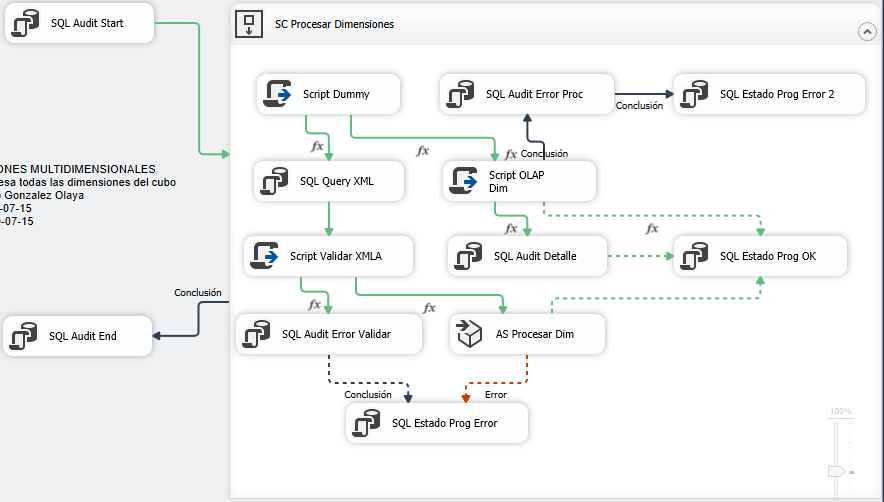 SQL Audit Start
SC Procesar Dimensiones
Script Dummy
SQL Audit Error Proc
Conclusión
SQL Estado Prog Error 2
fx
fx
fx Conclusión
ONES MULTIDIMENSIONALES
esa todas las dimensiones del cubo
o Gonzalez Olaya
-07-15
0-07-15
SQL Query XML
Script OLAP
Dim
fx
fx
Script Validar XMLA
SQL Audit Detalle
SQL Estado Prog OK
Conclusión
fx
fx
SQL Audit End
SQL Audit Error Validar
AS Procesar Dim
Conclusión
Error
SQL Estado Prog Error
100%